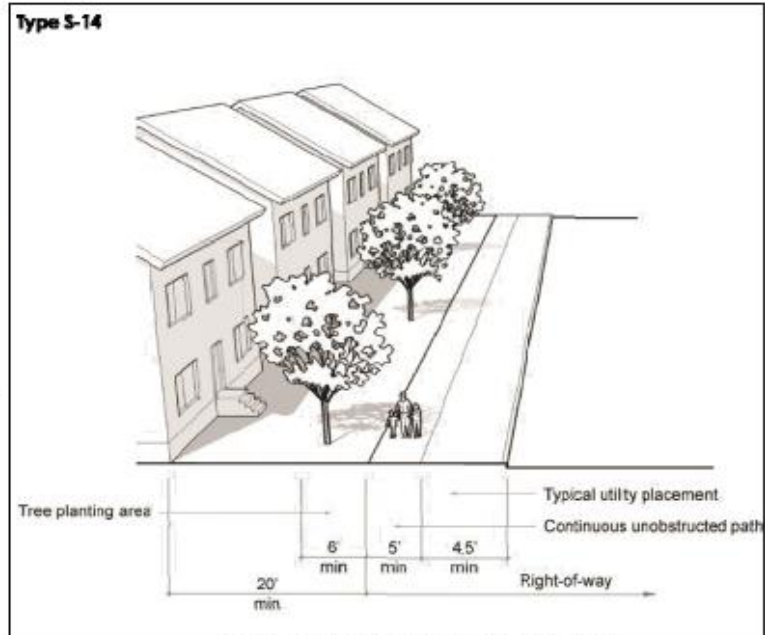 Type S-14
Tree planting area
Typical utility placement
Continuous unobstructed path
6'
min
5'
min
4.5'
min
20'
min
Right-of-way